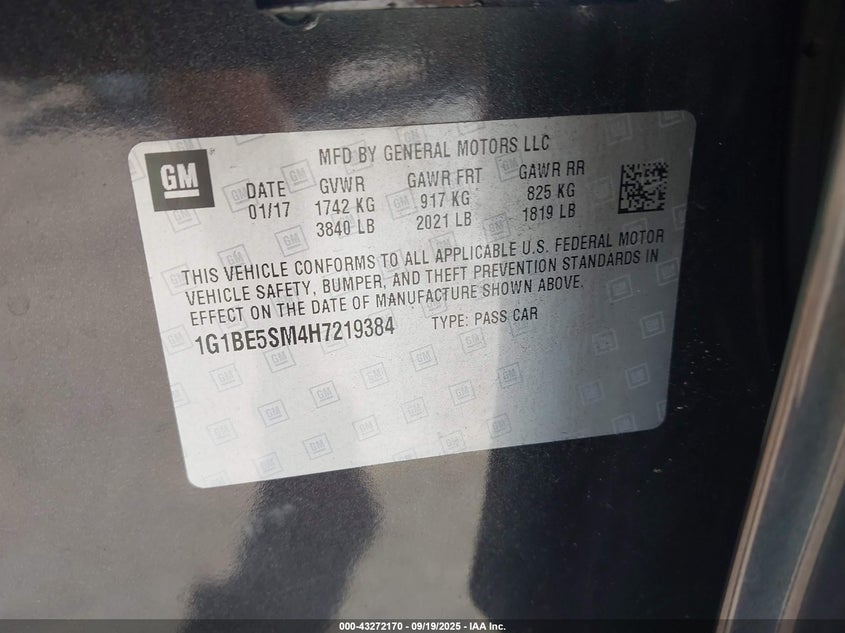 GM
MFD BY GENERAL MOTORS LLC
DATE GVWR GAWR FRT GAWR RR
01/17 1742 KG 917 KG 825 KG
3840 LB 2021 LB 1819 LB
THIS VEHICLE CONFORMS TO ALL APPLICABLE U.S. FEDERAL MOTOR
VEHICLE SAFETY, BUMPER, AND THEFT PREVENTION STANDARDS IN
EFFECT ON THE DATE OF MANUFACTURE SHOWN ABOVE.
1G1BE5SM4H7219384 TYPE: PASS CAR
000-43272170 - 09/19/2025 - IAA Inc.